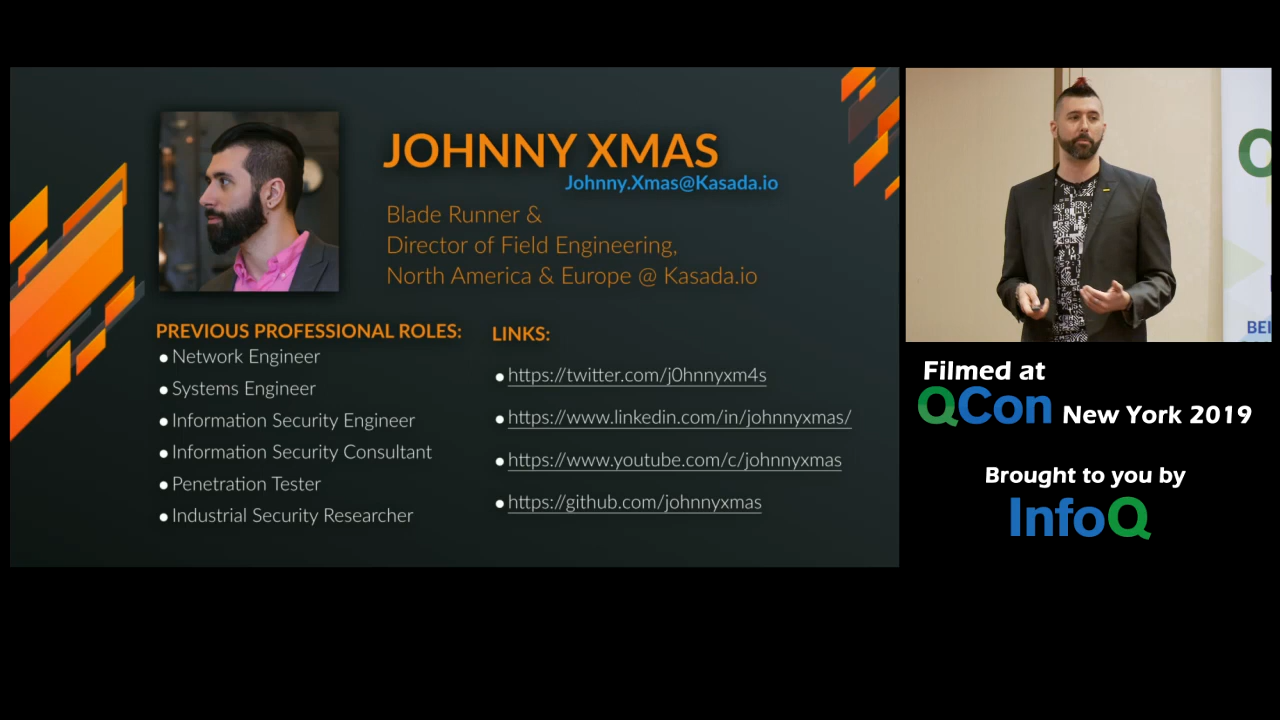 JOHNNY XMAS
Johnny.Xmas@Kasada.io
Blade Runner &
Director of Field Engineering,
North America & Europe @ Kasada.io
PREVIOUS PROFESSIONAL ROLES:
Network Engineer
Systems Engineer
Information Security Engineer
Information Security Consultant
Penetration Tester
Industrial Security Researcher
LINKS:
https://twitter.com/j0hnnyxm4s
https://www.linkedin.com/in/johnnyxmas/
https://www.youtube.com/c/johnnyxmas
https://github.com/johnnyxmas
Filmed at
QCon New York 2019
Brought to you by
InfoQ